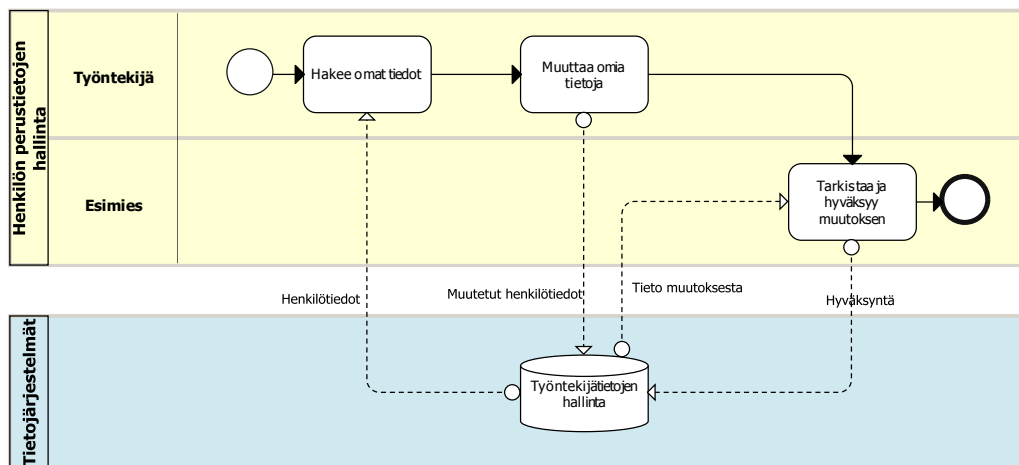 Henkilön perustietojen
hallinta
Työntekijä
Hakee omat tiedot
Muuttaa omia
tietoja
Esimies
Tarkistaa ja
hyväksyy
muutoksen
Henkilötiedot
Muutetut henkilötiedot
Tieto muutoksesta
Hyväksyntä
Tietojärjestelmät
Työntekijätietojen
hallinta